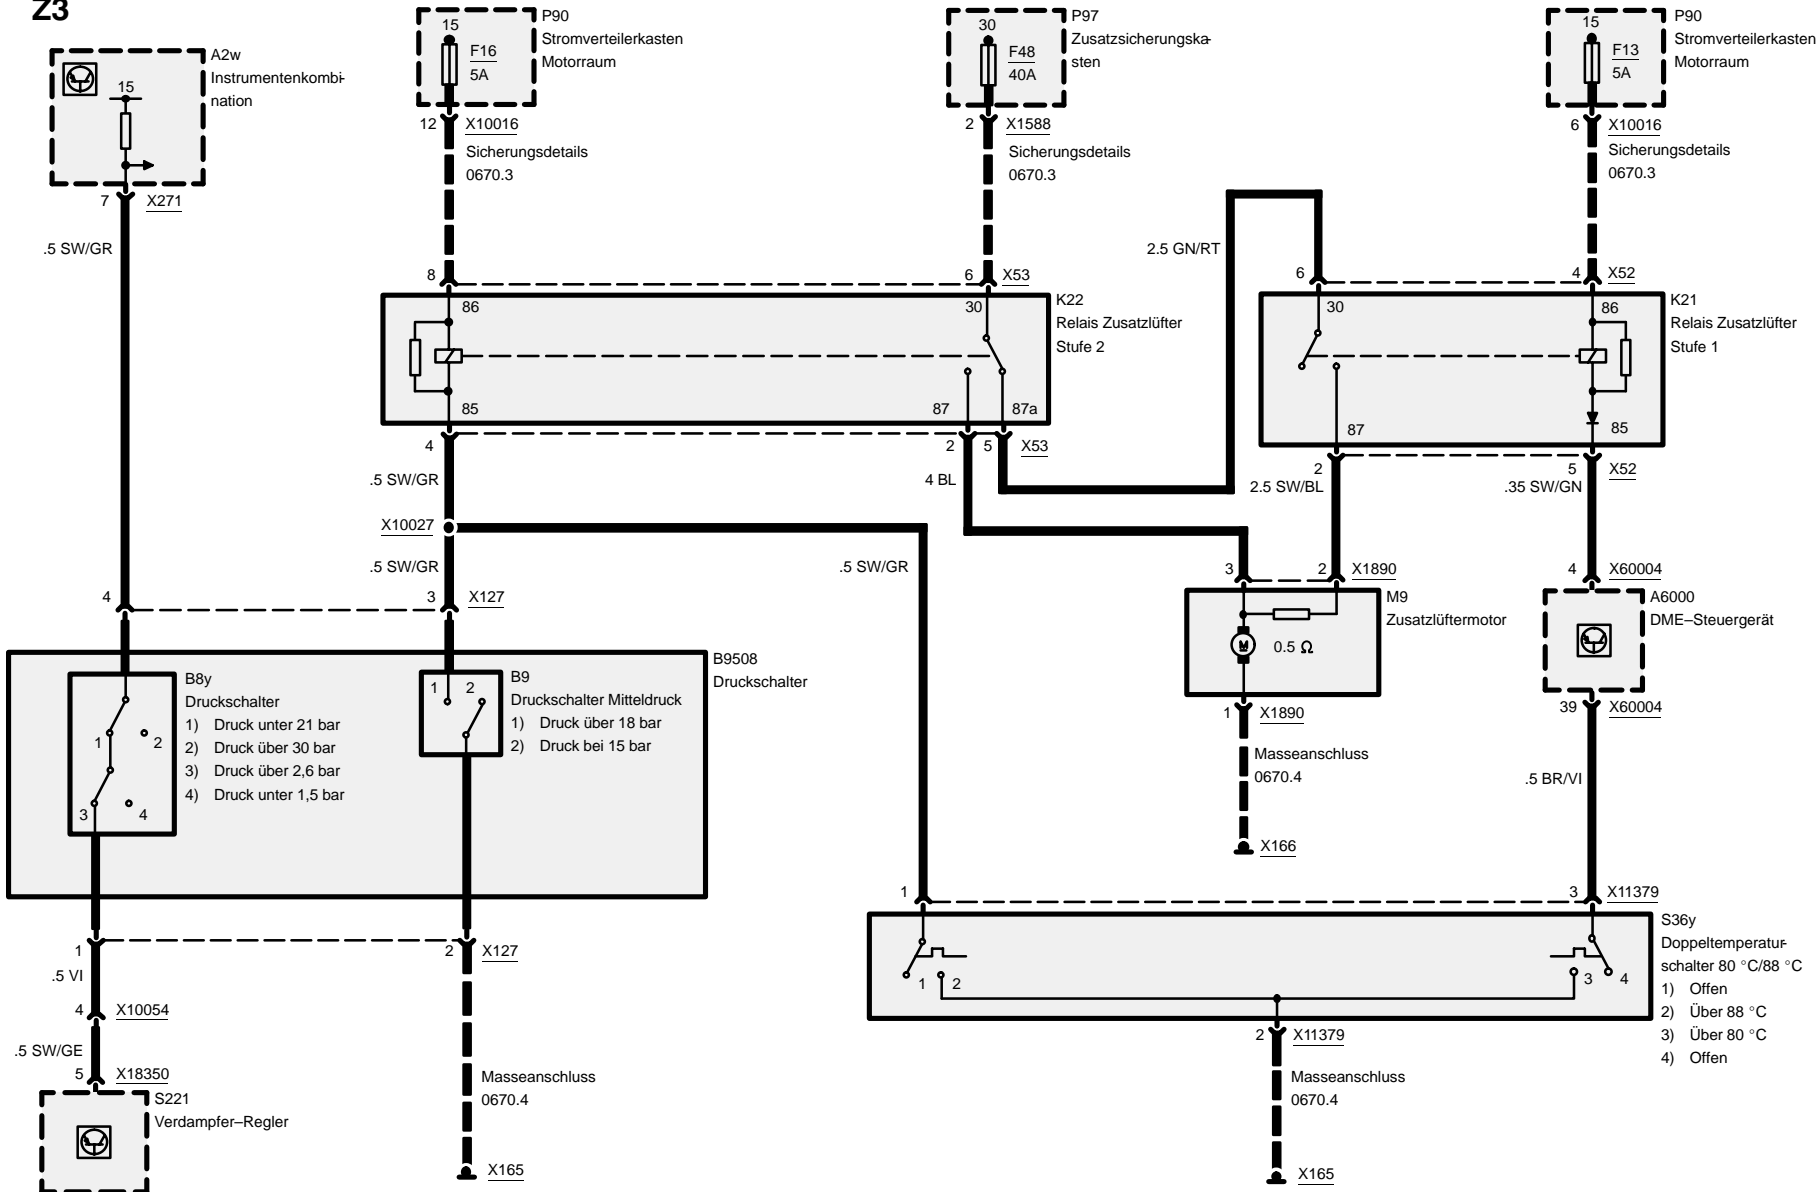 Z3
A2w
Instrumentenkombi-
nation
15
7 X271
.5 SW/GR
15
F16
5A
P90
Stromverteilerkasten
Motorraum
12 X10016
Sicherungsdetails
0670.3
30
F48
40A
P97
Zusatzsicherungska-
sten
2 X1588
Sicherungsdetails
0670.3
15
F13
5A
P90
Stromverteilerkasten
Motorraum
6 X10016
Sicherungsdetails
0670.3
2.5 GN/RT
8 6 X53
86 30
K22
Relais Zusatzlüfter
Stufe 2
85 87 87a
4 2 5 X53
6 4 X52
30 86
K21
Relais Zusatzlüfter
Stufe 1
87 85
2 5 X52
.5 SW/GR
4 BL
2.5 SW/BL
.35 SW/GN
X10027
.5 SW/GR
.5 SW/GR
4 3 X127
3 2 X1890
M9
Zusatzlüftermotor
M 0.5 Ω
1 X1890
Masseanschluss
0670.4
X166
4 X60004
A6000
DME–Steuergerät
39 X60004
.5 BR/VI
B9508
Druckschalter
B8y
Druckschalter
1) Druck unter 21 bar
2) Druck über 30 bar
3) Druck über 2,6 bar
4) Druck unter 1,5 bar
1 2
3 4
B9
Druckschalter Mitteldruck
1) Druck über 18 bar
2) Druck bei 15 bar
1 2
1 2 X127
.5 VI
4 X10054
.5 SW/GE
5 X18350
S221
Verdampfer–Regler
Masseanschluss
0670.4
X165
1 3 X11379
S36y
Doppeltemperatur-
schalter 80 °C/88 °C
1) Offen
2) Über 88 °C
3) Über 80 °C
4) Offen
1 2 3 4
2 X11379
Masseanschluss
0670.4
X165